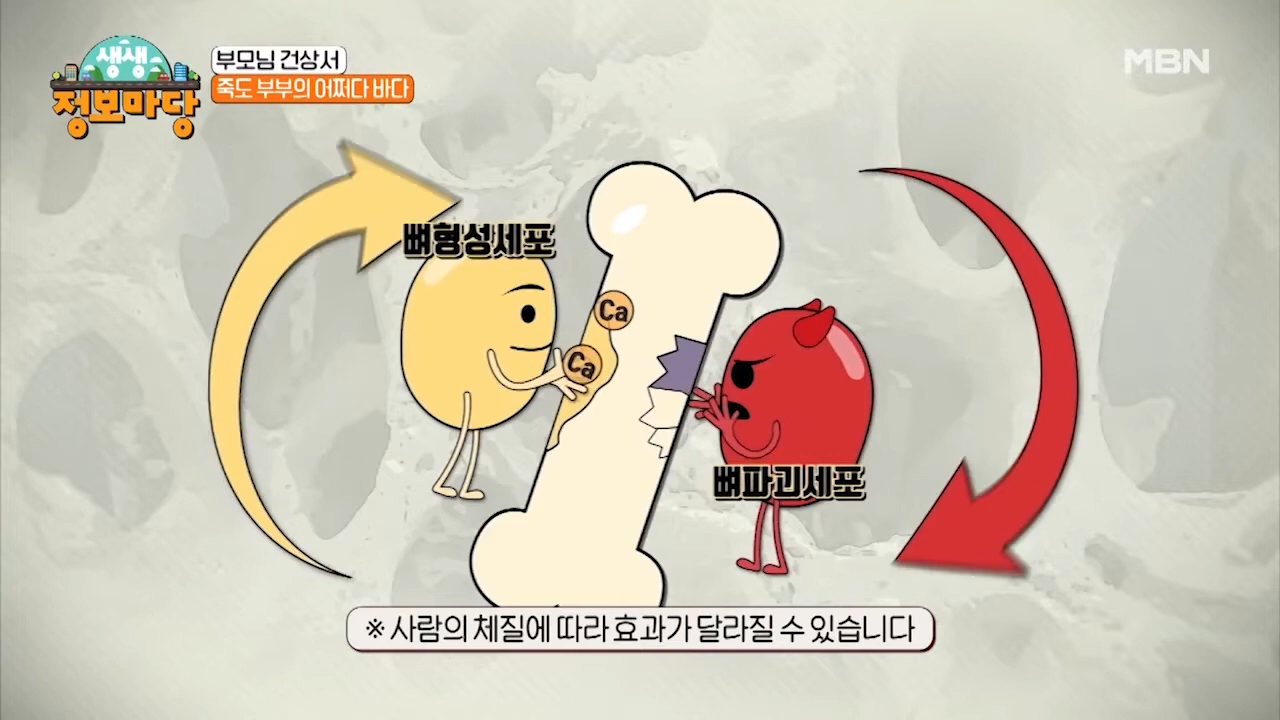 생생
정보마당
부모님 건상서
죽도 부부의 어쩌다 바다
MBN
뼈형성세포
Ca
Ca
뼈파괴세포
※ 사람의 체질에 따라 효과가 달라질 수 있습니다